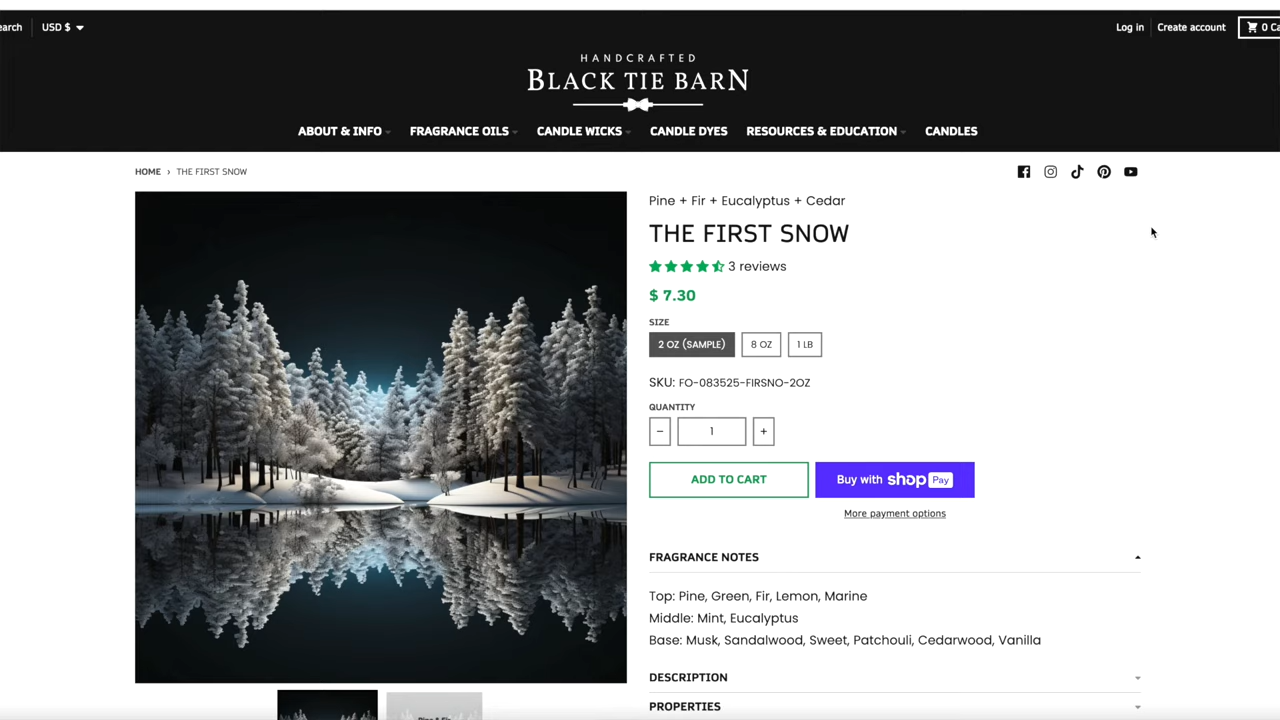 earch USD $ Log in Create account 0 Ca
HANDCRAFTED
BLACK TIE BARN
ABOUT & INFO FRAGRANCE OILS CANDLE WICKS CANDLE DYES RESOURCES & EDUCATION CANDLES
HOME › THE FIRST SNOW
Pine + Fir + Eucalyptus + Cedar
THE FIRST SNOW
3 reviews
$ 7.30
SIZE
2 OZ (SAMPLE) 8 OZ 1 LB
SKU: FO-083525-FIRSNO-2OZ
QUANTITY
− 1 +
ADD TO CART Buy with shop Pay
More payment options
FRAGRANCE NOTES
Top: Pine, Green, Fir, Lemon, Marine
Middle: Mint, Eucalyptus
Base: Musk, Sandalwood, Sweet, Patchouli, Cedarwood, Vanilla
DESCRIPTION
PROPERTIES